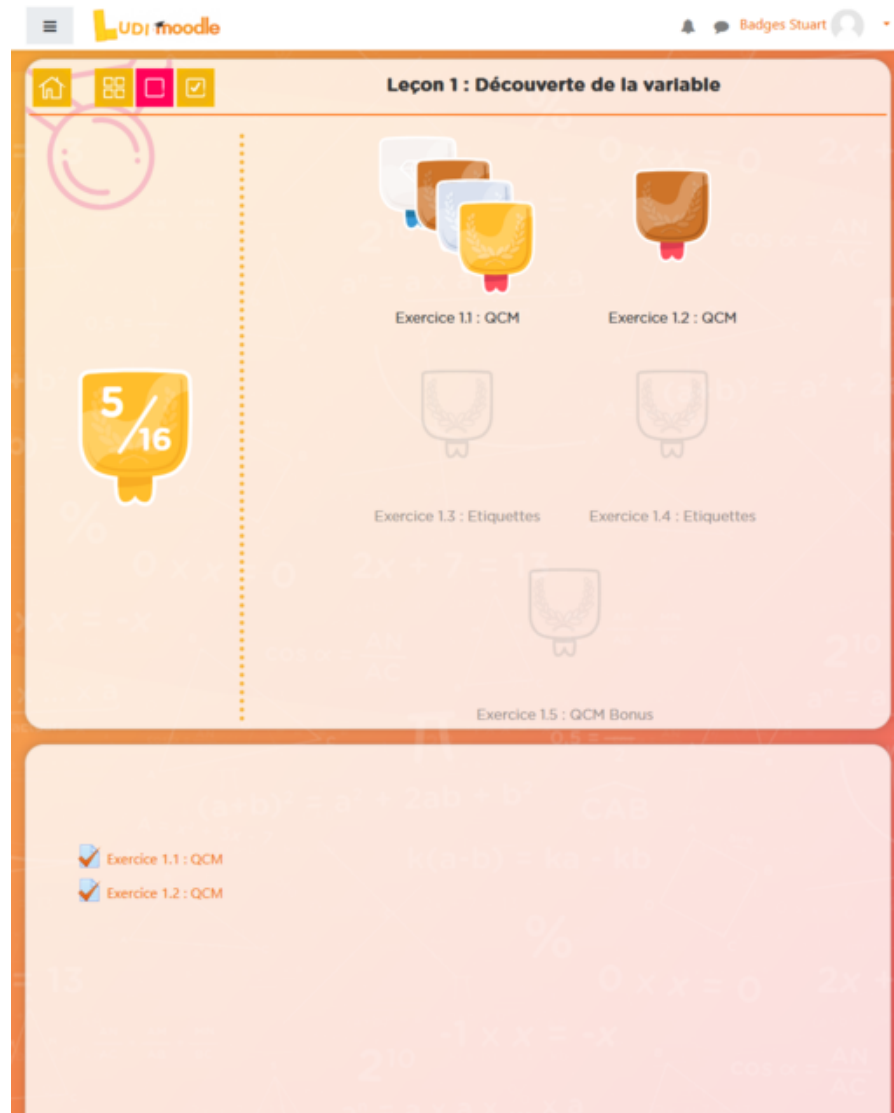 LUDI moodle
Badges Stuart
Leçon 1 : Découverte de la variable
Exercice 1.1 : QCM
Exercice 1.2 : QCM
5/16
Exercice 1.3 : Etiquettes
Exercice 1.4 : Etiquettes
Exercice 1.5 : QCM Bonus
Exercice 1.1 : QCM
Exercice 1.2 : QCM